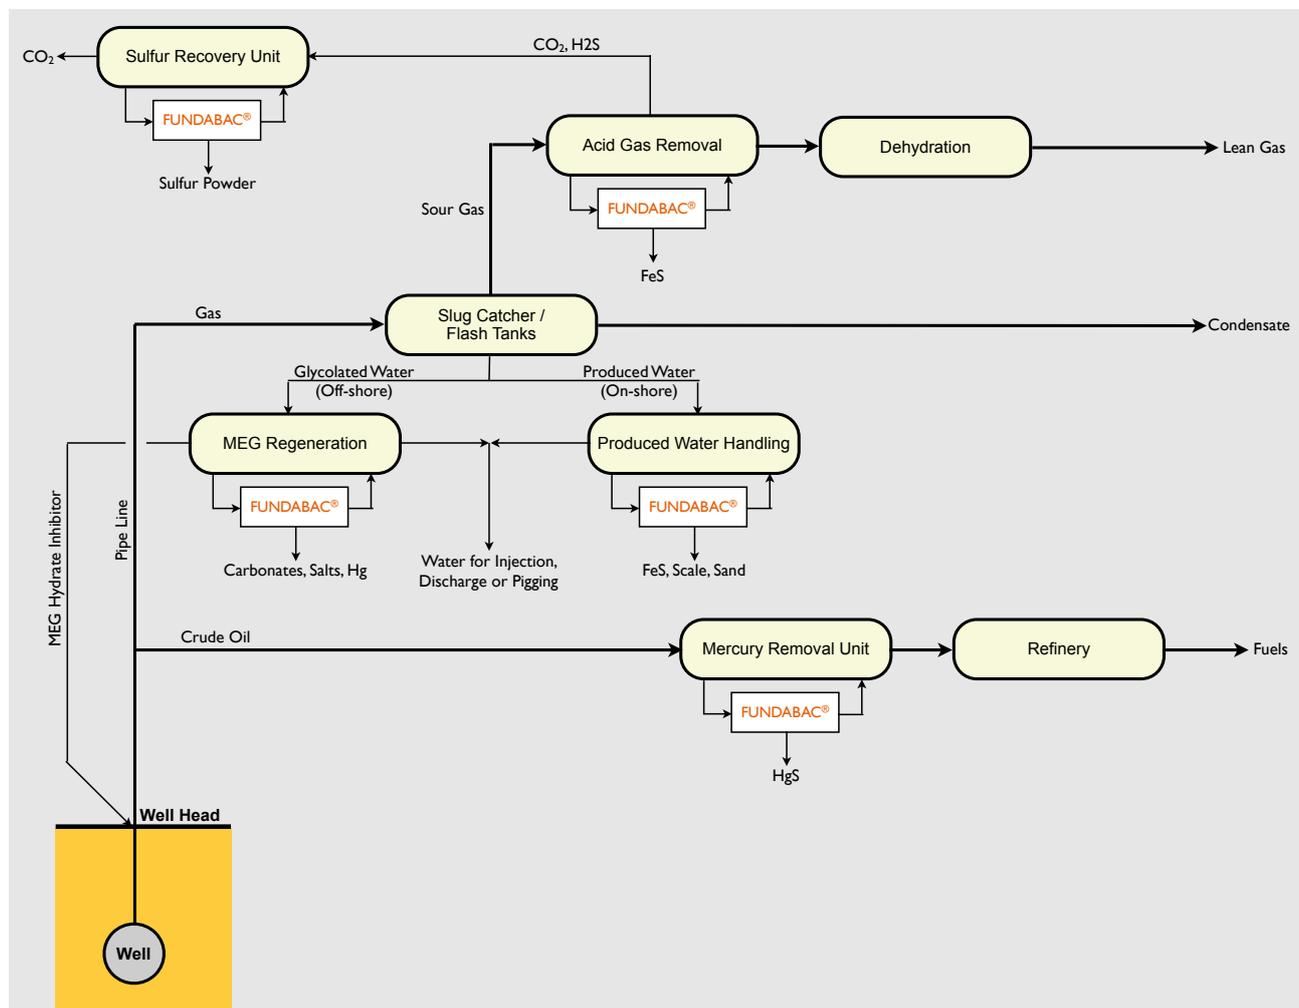 CO₂
Sulfur Recovery Unit
CO₂, H2S
FUNDABAC®
Sulfur Powder
Acid Gas Removal
Dehydration
Lean Gas
FUNDABAC®
Sour Gas
FeS
Gas
Slug Catcher /
Flash Tanks
Condensate
Glycolated Water
(Off-shore)
Produced Water
(On-shore)
MEG Regeneration
Produced Water Handling
FUNDABAC®
FUNDABAC®
MEG Hydrate Inhibitor
Pipe Line
Carbonates, Salts, Hg
Water for Injection,
Discharge or Pigging
FeS, Scale, Sand
Crude Oil
Mercury Removal Unit
Refinery
Fuels
FUNDABAC®
HgS
Well Head
Well